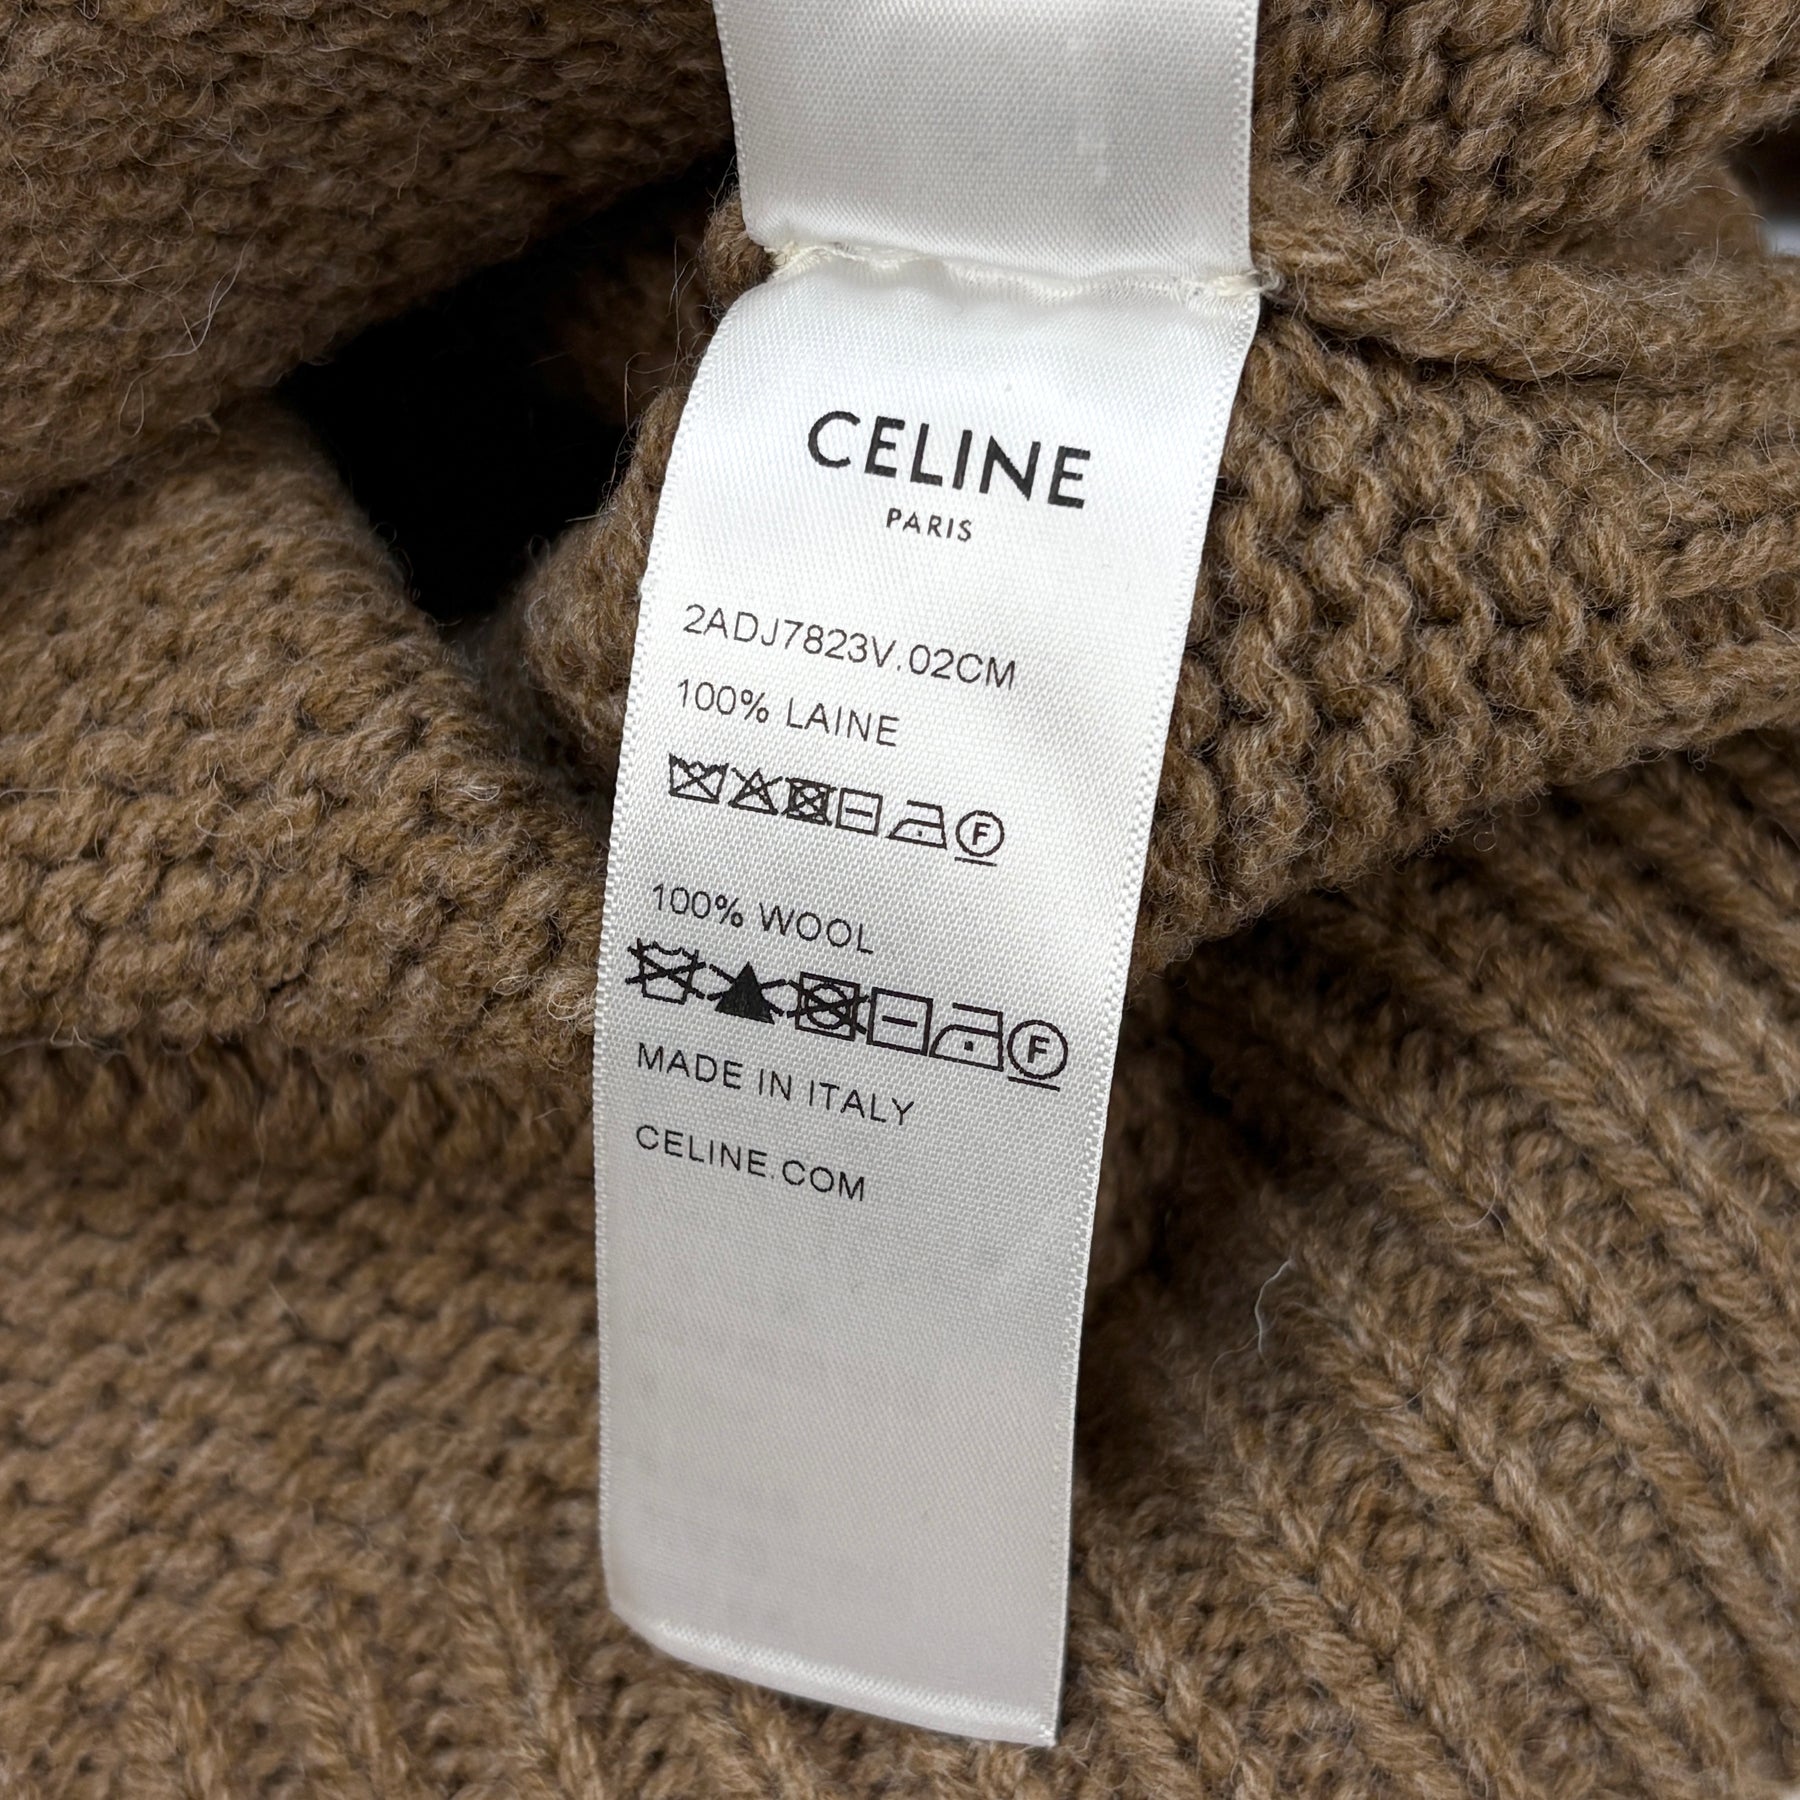 CELINE
PARIS
2ADJ7823V.02CM
100% LAINE
F
100% WOOL
F
MADE IN ITALY
CELINE.COM